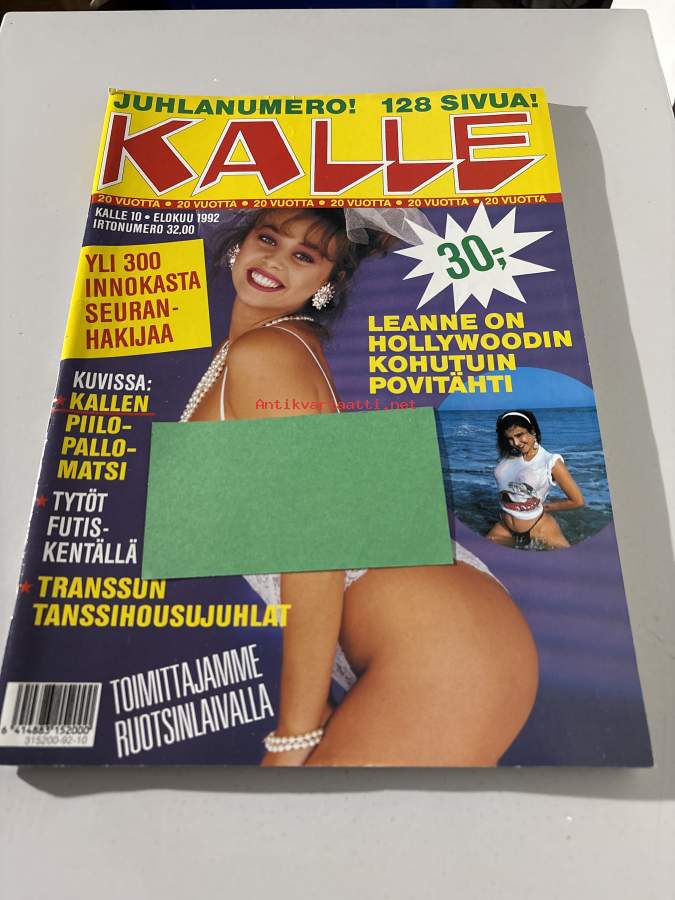 JUHLANUMERO! 128 SIVUA!
KALLE
20 VUOTTA • 20 VUOTTA • 20 VUOTTA • 20 VUOTTA • 20 VUOTTA • 20 VUOTTA
KALLE 10 • ELOKUU 1992
IRTONUMERO 32,00
30,-
YLI 300
INNOKASTA
SEURAN-
HAKIJAA
LEANNE ON
HOLLYWOODIN
KOHUTUIN
POVITÄHTI
KUVISSA:
★ KALLEN
PIILO-
PALLO-
MATSI
★ TYTÖT
FUTIS-
KENTÄLLÄ
★ TRANSSUN
TANSSIHOUSUJUHLAT
TOIMITTAJAMME
RUOTSINLAIVALLA
6 414883 152000
315200-92-10
Antikvariaatti.net